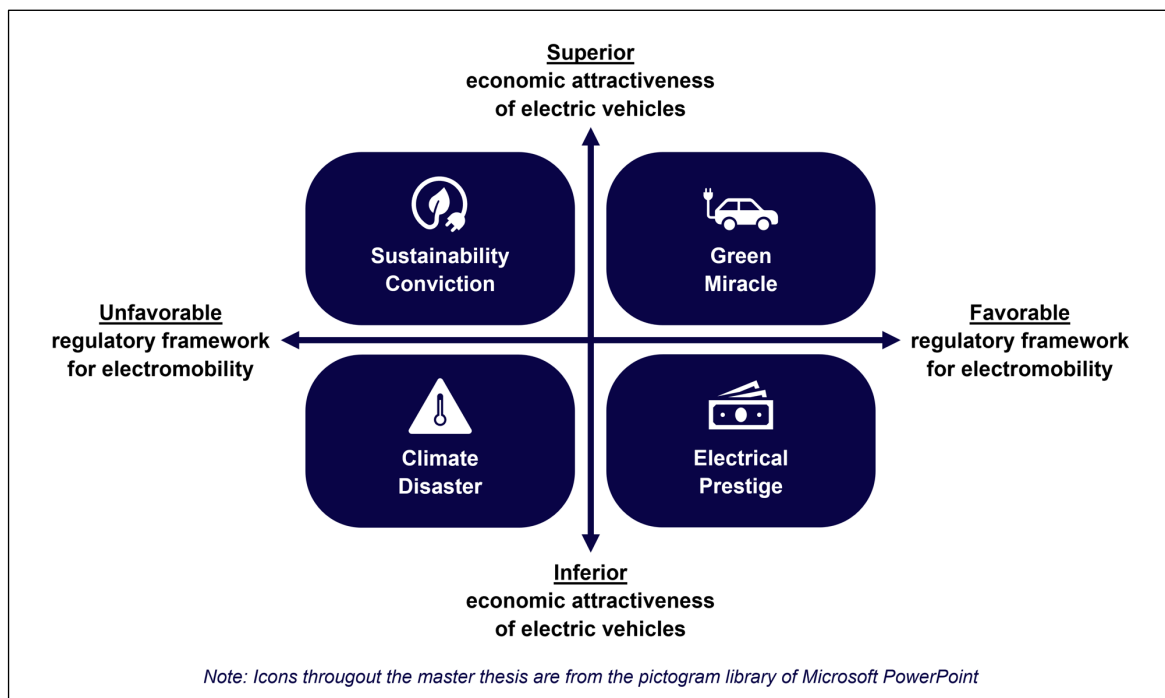 Superior
economic attractiveness
of electric vehicles
Sustainability
Conviction
Green
Miracle
Unfavorable
regulatory framework
for electromobility
Favorable
regulatory framework
for electromobility
Climate
Disaster
Electrical
Prestige
Inferior
economic attractiveness
of electric vehicles
Note: Icons througout the master thesis are from the pictogram library of Microsoft PowerPoint